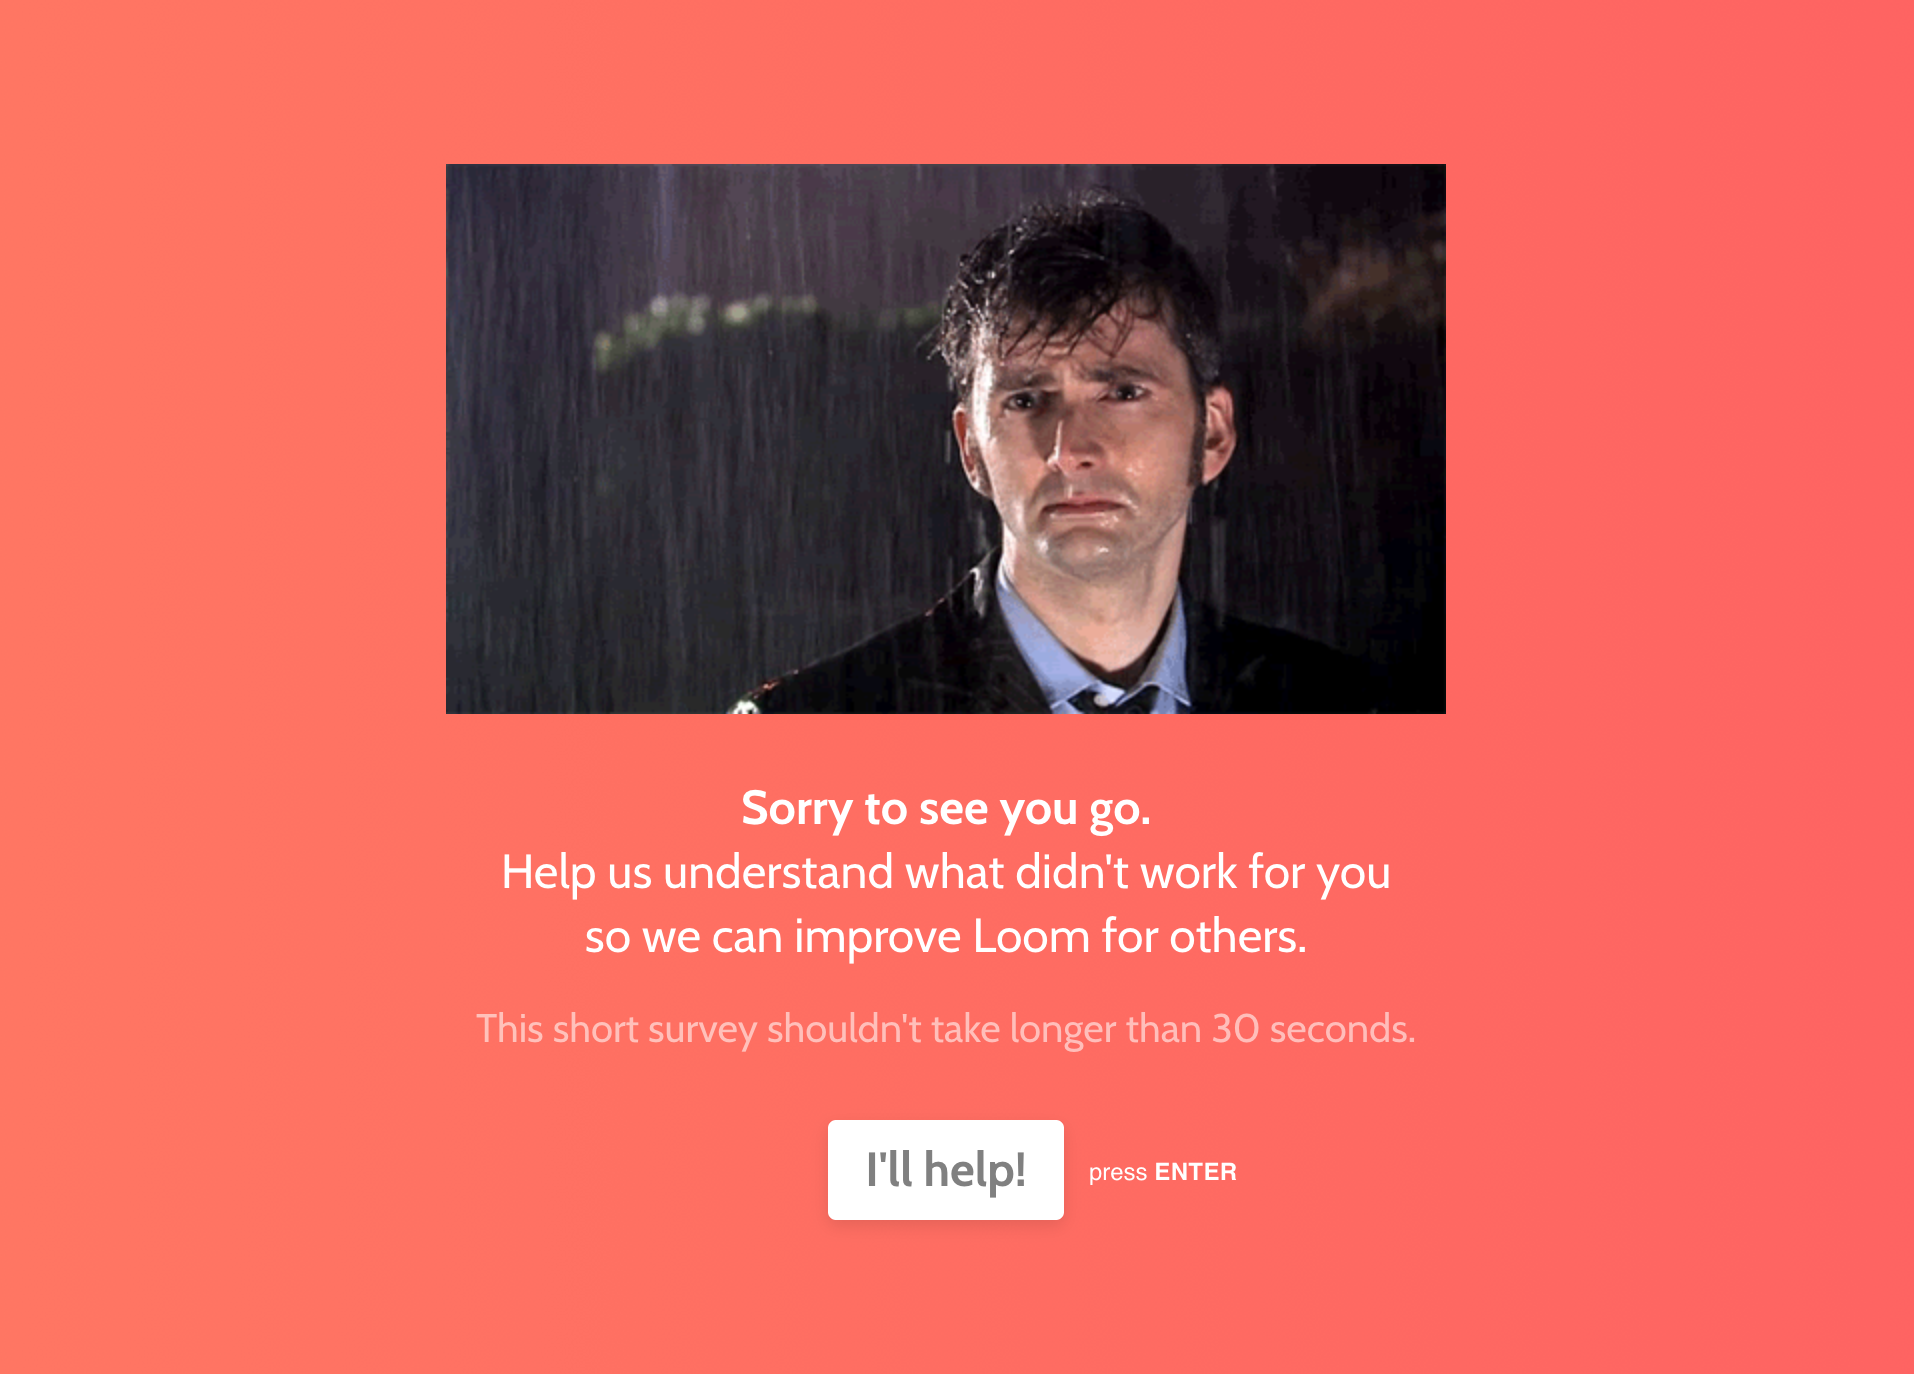 Sorry to see you go.
Help us understand what didn't work for you
so we can improve Loom for others.
This short survey shouldn't take longer than 30 seconds.
I'll help!
press ENTER